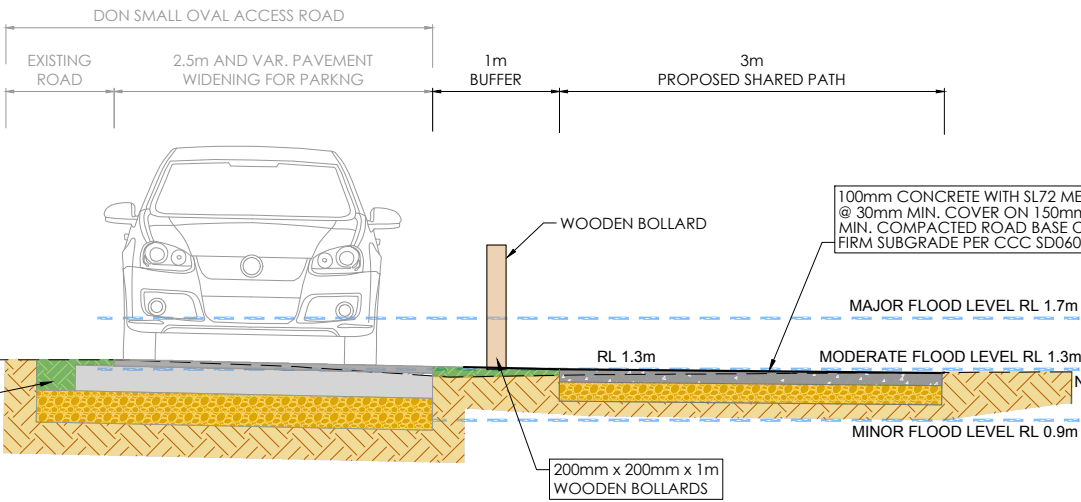 DON SMALL OVAL ACCESS ROAD
EXISTING
ROAD
2.5m AND VAR. PAVEMENT
WIDENING FOR PARKNG
1m
BUFFER
3m
PROPOSED SHARED PATH
WOODEN BOLLARD
100mm CONCRETE WITH SL72
@ 30mm MIN. COVER ON 150mm
MIN. COMPACTED ROAD BASE
FIRM SUBGRADE PER CCC SD060
MAJOR FLOOD LEVEL RL 1.7m
RL 1.3m
MODERATE FLOOD LEVEL RL 1.3m
MINOR FLOOD LEVEL RL 0.9m
200mm x 200mm x 1m
WOODEN BOLLARDS